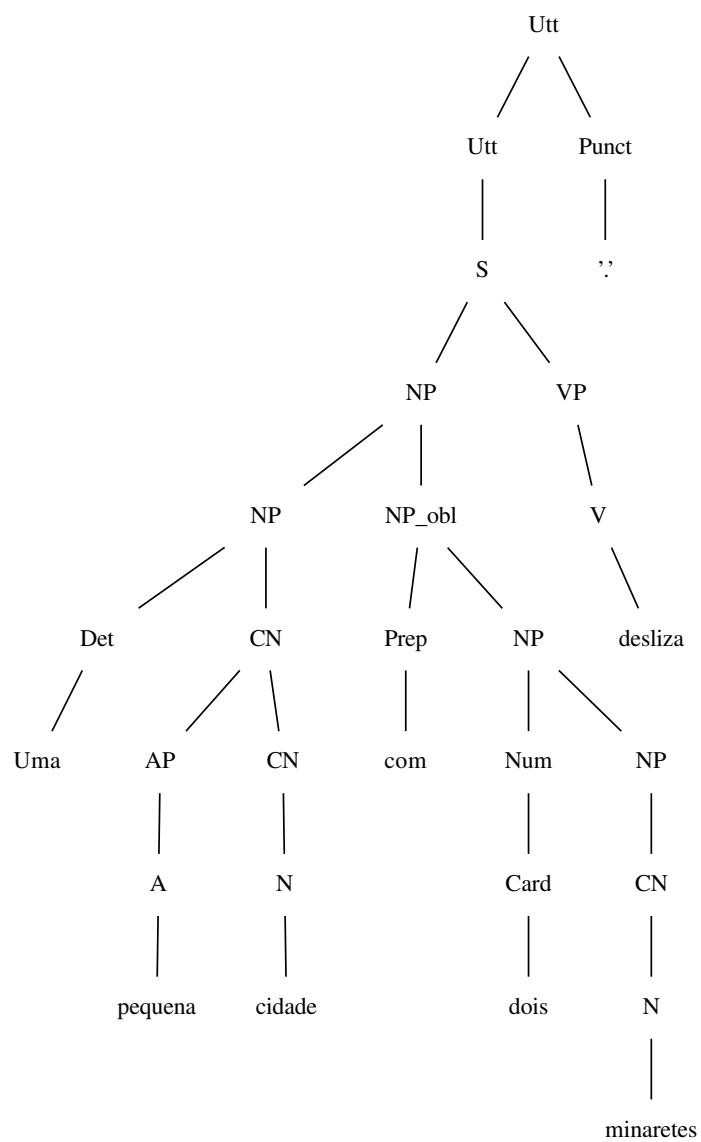 Utt
Utt Punct
S '.'
NP VP
NP NP_obl V
Det CN Prep NP desliza
Uma AP CN com Num NP
A N Card CN
pequena cidade dois N
minaretes